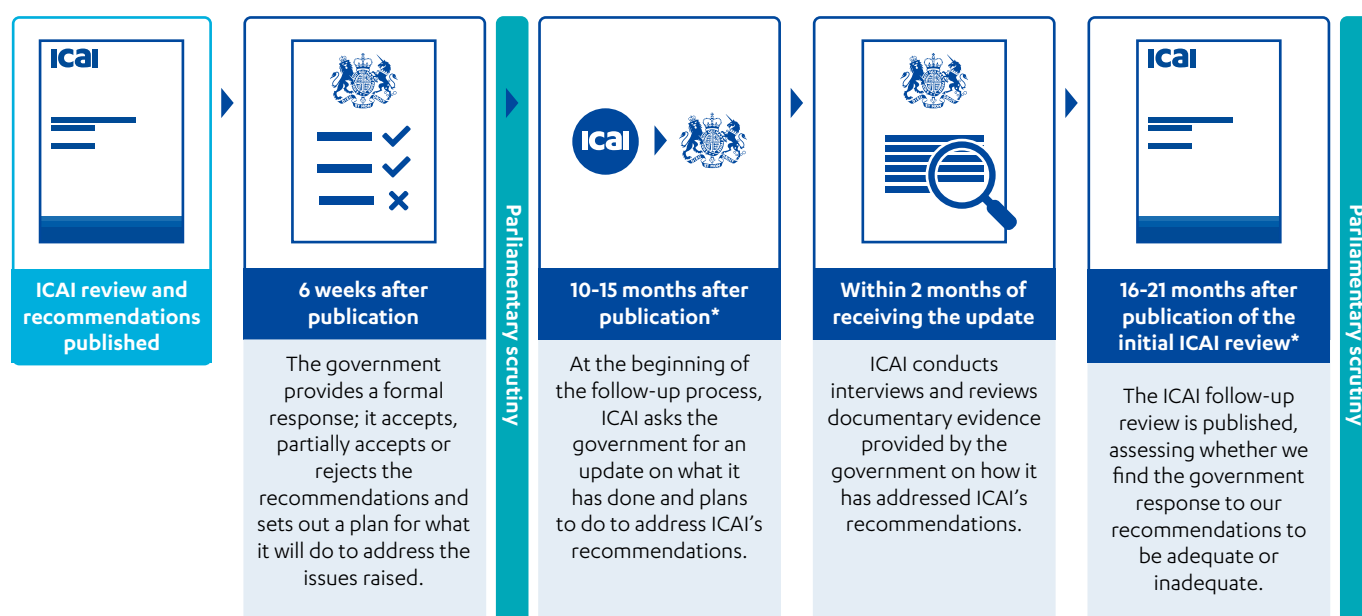 ICAI
ICAI review and
recommendations
published
6 weeks after
publication
The government
provides a formal
response; it accepts,
partially accepts or
rejects the
recommendations and
sets out a plan for what
it will do to address the
issues raised.
Parliamentary scrutiny
ICAI
10-15 months after
publication*
At the beginning of
the follow-up process,
ICAI asks the
government for an
update on what it
has done and plans
to do to address ICAI’s
recommendations.
Within 2 months of
receiving the update
ICAI conducts
interviews and reviews
documentary evidence
provided by the
government on how it
has addressed ICAI’s
recommendations.
ICAI
16-21 months after
publication of the
initial ICAI review*
The ICAI follow-up
review is published,
assessing whether we
find the government
response to our
recommendations to
be adequate or
inadequate.
Parliamentary scrutiny